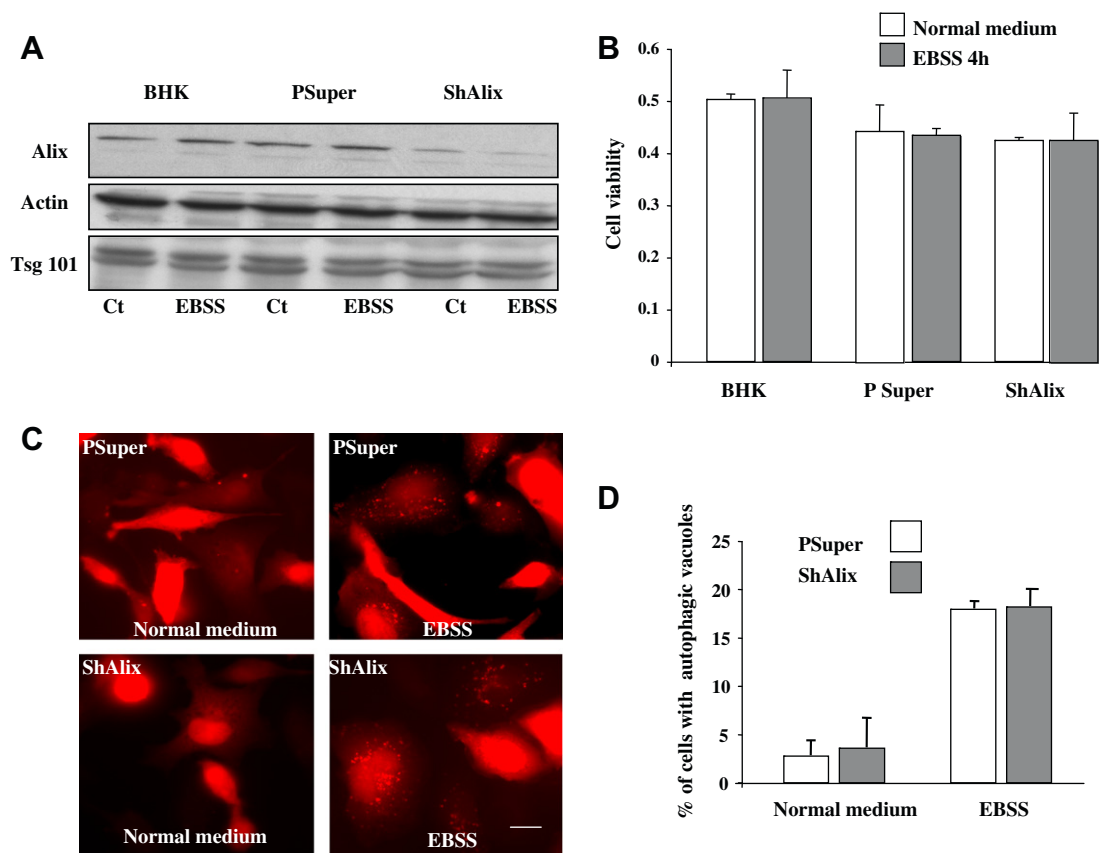 A
BHK PSuper ShAlix
Alix
Actin
Tsg 101
Ct EBSS Ct EBSS Ct EBSS
B
Normal medium
EBSS 4h
Cell viability
0.6
0.5
0.4
0.3
0.2
0.1
0
BHK P Super ShAlix
C
PSuper
Normal medium
PSuper
EBSS
ShAlix
Normal medium
ShAlix
EBSS
D
PSuper
ShAlix
% of cells with autophagic vacuoles
25
20
15
10
5
0
Normal medium EBSS